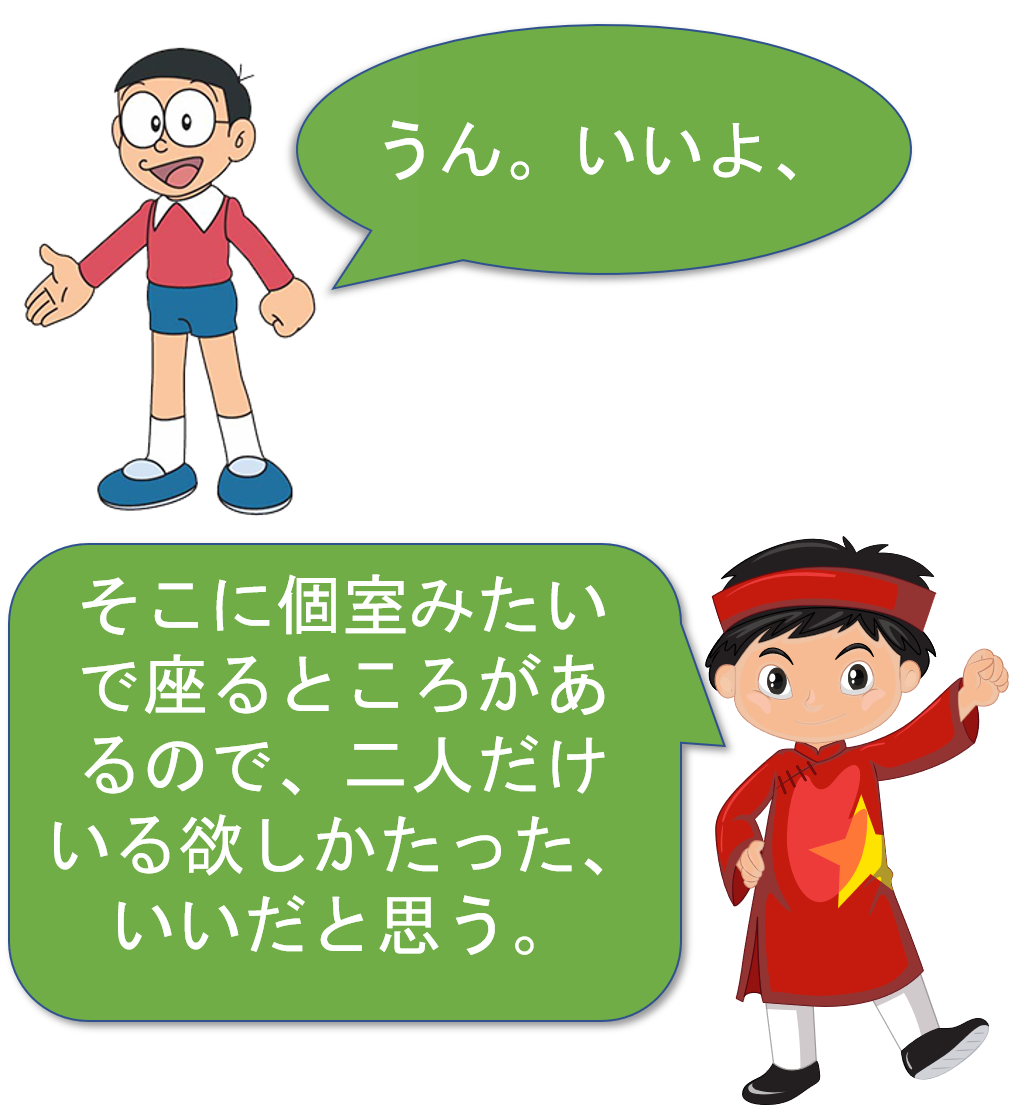 うん。いいよ、
そこに個室みたい
で座るところがあ
るので、二人だけ
いる欲しかたった、
いいだと思う。